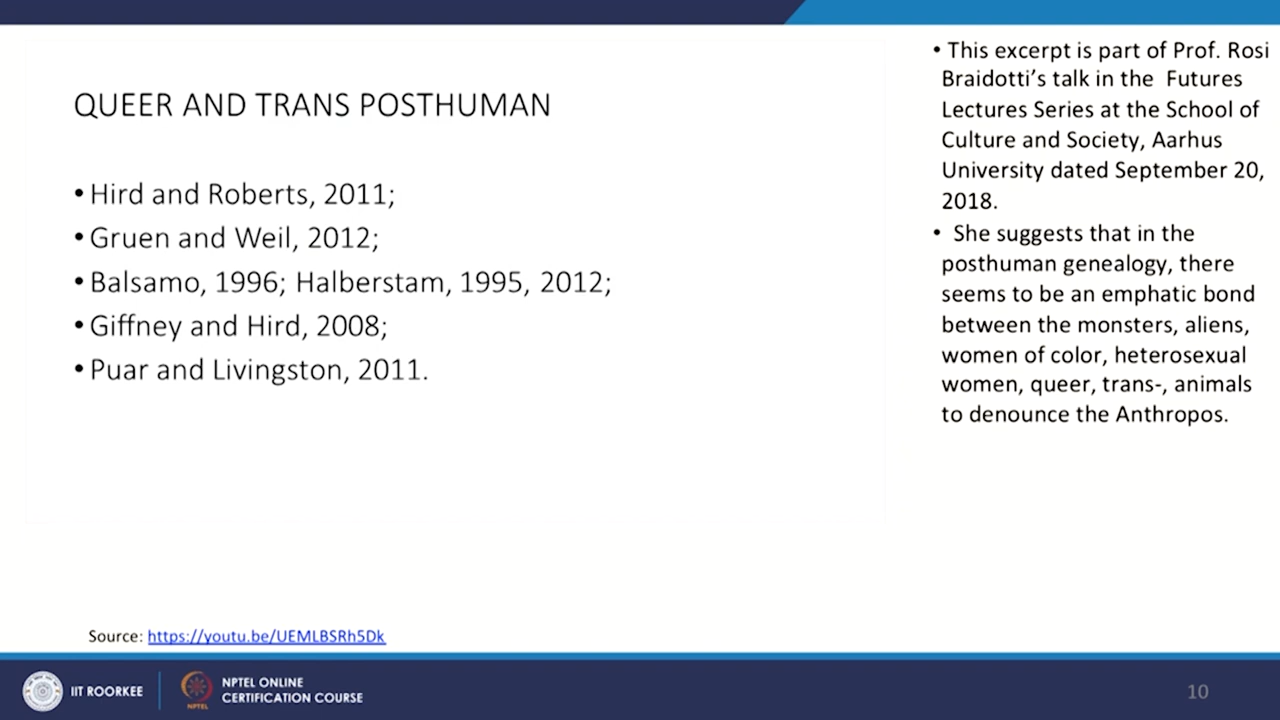 QUEER AND TRANS POSTHUMAN
• Hird and Roberts, 2011;
• Gruen and Weil, 2012;
• Balsamo, 1996; Halberstam, 1995, 2012;
• Giffney and Hird, 2008;
• Puar and Livingston, 2011.
• This excerpt is part of Prof. Rosi
Braidotti’s talk in the Futures
Lectures Series at the School of
Culture and Society, Aarhus
University dated September 20,
2018.
• She suggests that in the
posthuman genealogy, there
seems to be an emphatic bond
between the monsters, aliens,
women of color, heterosexual
women, queer, trans-, animals
to denounce the Anthropos.
Source: https://youtu.be/UEMLBSRh5Dk
IIT ROORKEE
NPTEL
NPTEL ONLINE
CERTIFICATION COURSE
10